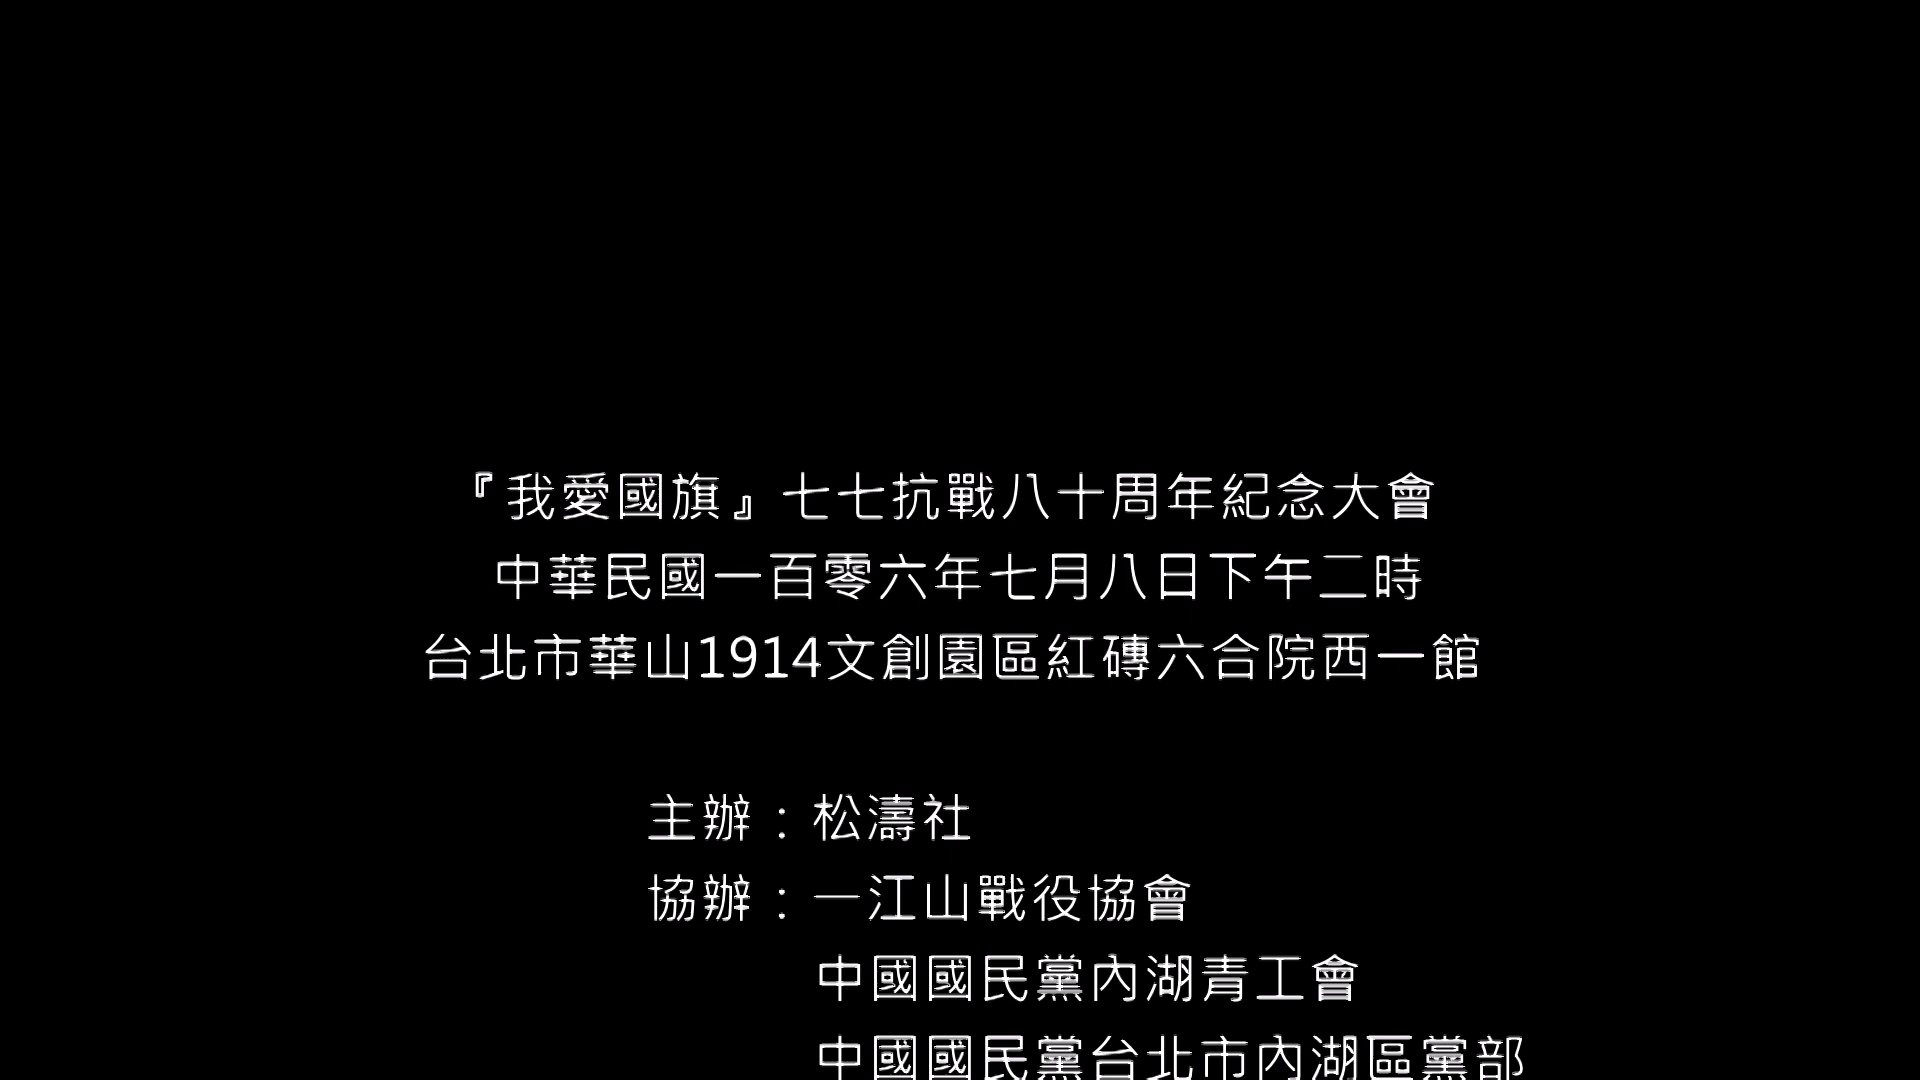 『我愛國旗』七七抗戰八十周年紀念大會
中華民國一百零六年七月八日下午二時
台北市華山1914文創園區紅磚六合院西一館
主辦：松濤社
協辦：一江山戰役協會
中國國民黨內湖青工會
中國國民黨台北市內湖區黨部